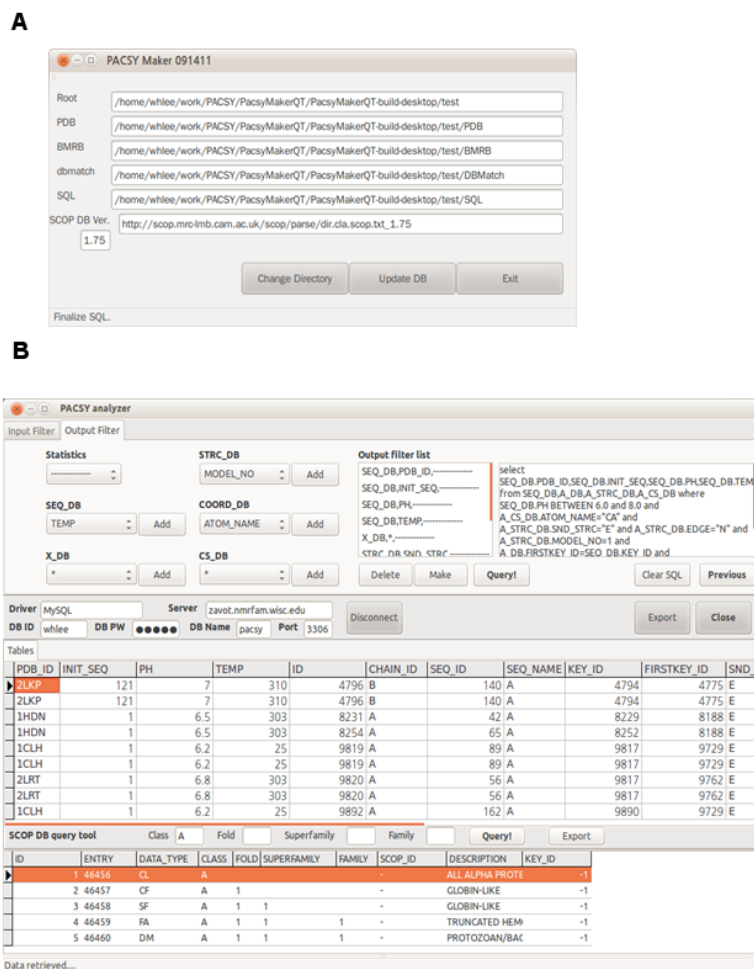 A
PACSY Maker 091411
Root /home/whlee/work/PACSY/PacsyMakerQT/PacsyMakerQT-build-desktop/test
PDB /home/whlee/work/PACSY/PacsyMakerQT/PacsyMakerQT-build-desktop/test/PDB
BMRB /home/whlee/work/PACSY/PacsyMakerQT/PacsyMakerQT-build-desktop/test/BMRB
dbmatch /home/whlee/work/PACSY/PacsyMakerQT/PacsyMakerQT-build-desktop/test/DBMatch
SQL /home/whlee/work/PACSY/PacsyMakerQT/PacsyMakerQT-build-desktop/test/SQL
SCOP DB Ver. http://scop.mrc-lmb.cam.ac.uk/scop/parse/dir.cla.scop.txt_1.75
1.75
Change Directory Update DB Exit
Finalize SQL.
B
PACSY analyzer
Input Filter Output Filter
Statistics STRC_DB Output filter list
------------- MODEL_NO Add
SEQ_DB COORD_DB
TEMP Add ATOM_NAME Add
X_DB CS_DB
* Add * Add
SEQ_DB,PDB_ID,-------------
SEQ_DB,INIT_SEQ,-------------
SEQ_DB,PH,-------------
SEQ_DB,TEMP,-------------
X_DB,*,-------------
STRC_DB,SND_STRC,-------------
select
SEQ_DB.PDB_ID,SEQ_DB.INIT_SEQ,SEQ_DB.PH,SEQ_DB.TEM
from SEQ_DB,A_DB,A_STRC_DB,A_CS_DB where
SEQ_DB.PH BETWEEN 6.0 and 8.0 and
A_CS_DB.ATOM_NAME="CA" and
A_STRC_DB.SND_STRC="E" and A_STRC_DB.EDGE="N" and
A_STRC_DB.MODEL_NO=1 and
A_DB.FIRSTKEY_ID=SEQ_DB.KEY_ID and
Delete Make Query! Clear SQL Previous
Driver MySQL Server zavot.nmrfam.wisc.edu Disconnect Export Close
DB ID whlee DB PW ●●●●● DB Name pacsy Port 3306
Tables
PDB_ID INIT_SEQ PH TEMP ID CHAIN_ID SEQ_ID SEQ_NAME KEY_ID FIRSTKEY_ID SND_
2LKP 121 7 310 4796 B 140 A 4794 4775 E
2LKP 121 7 310 4796 B 140 A 4794 4775 E
1HDN 1 6.5 303 8231 A 42 A 8229 8188 E
1HDN 1 6.5 303 8254 A 65 A 8252 8188 E
1CLH 1 6.2 25 9819 A 89 A 9817 9729 E
1CLH 1 6.2 25 9819 A 89 A 9817 9729 E
2LRT 1 6.8 303 9820 A 56 A 9817 9762 E
2LRT 1 6.8 303 9820 A 56 A 9817 9762 E
1CLH 1 6.2 25 9892 A 162 A 9890 9729 E
SCOP DB query tool Class A Fold Superfamily Family Query! Export
ID ENTRY DATA_TYPE CLASS FOLD SUPERFAMILY FAMILY SCOP_ID DESCRIPTION KEY_ID
1 46456 CL A - ALL ALPHA PROTE -1
2 46457 CF A 1 - GLOBIN-LIKE -1
3 46458 SF A 1 1 - GLOBIN-LIKE -1
4 46459 FA A 1 1 1 - TRUNCATED HEM -1
5 46460 DM A 1 1 1 - PROTOZOAN/BAC -1
Data retrieved....